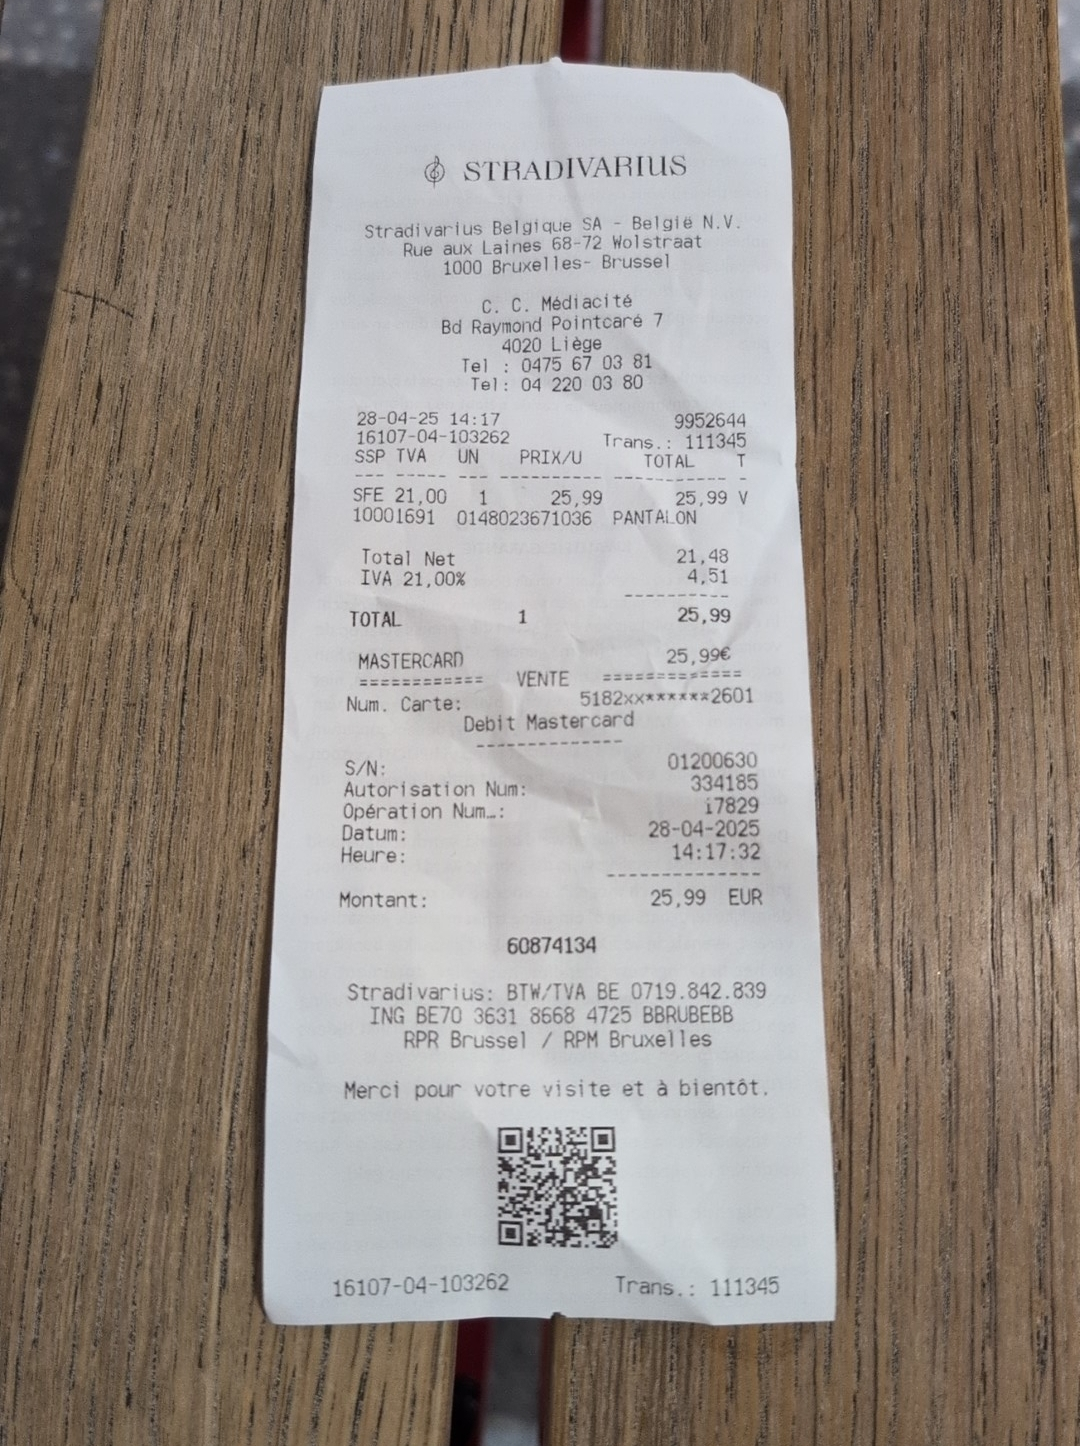 STRADIVARIUS
Stradivarius Belgique SA - België N.V.
Rue aux Laines 68-72 Wolstraat
1000 Bruxelles- Brussel
C. C. Médiacité
Bd Raymond Pointcaré 7
4020 Liège
Tel : 0475 67 03 81
Tel: 04 220 03 80
28-04-25 14:17 9952644
16107-04-103262 Trans.: 111345
SSP TVA UN PRIX/U TOTAL T
--- ----- --- ---------- ------------ -
SFE 21,00 1 25,99 25,99 V
10001691 0148023671036 PANTALON
Total Net 21,48
IVA 21,00% 4,51
----------
TOTAL 1 25,99
MASTERCARD 25,99€
============ VENTE =============
Num. Carte: 5182xx******2601
Debit Mastercard
--------------
S/N: 01200630
Autorisation Num: 334185
Opération Num…: i7829
Datum: 28-04-2025
Heure: 14:17:32
--------------
Montant: 25,99 EUR
60874134
Stradivarius: BTW/TVA BE 0719.842.839
ING BE70 3631 8668 4725 BBRUBEBB
RPR Brussel / RPM Bruxelles
Merci pour votre visite et à bientôt.
16107-04-103262 Trans.: 111345